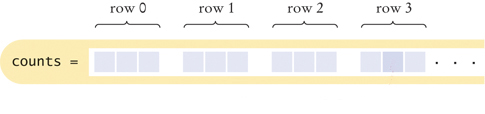 row 0 row 1 row 2 row 3
counts = . . .